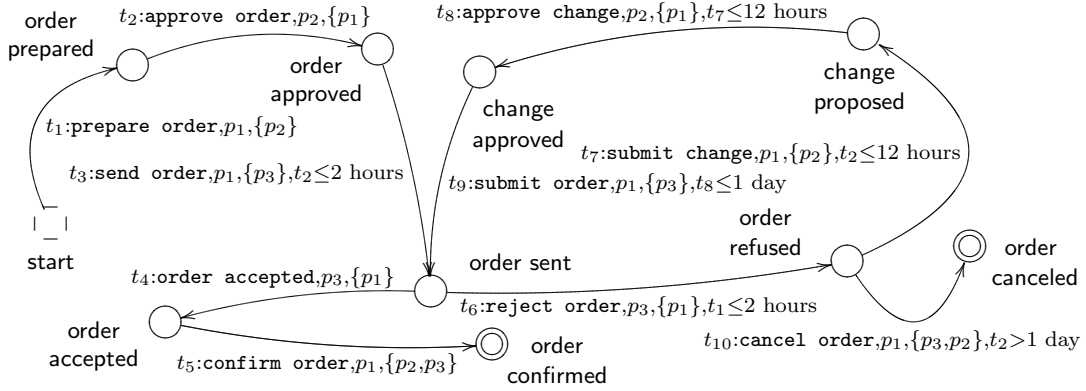 t₂:approve order,p₂,{p₁}
t₈:approve change,p₂,{p₁},t₇≤12 hours
order
prepared
order
approved
change
approved
change
proposed
t₁:prepare order,p₁,{p₂}
t₇:submit change,p₁,{p₂},t₂≤12 hours
t₃:send order,p₁,{p₃},t₂≤2 hours
t₉:submit order,p₁,{p₃},t₈≤1 day
start
order
refused
order
canceled
order sent
t₄:order accepted,p₃,{p₁}
t₆:reject order,p₃,{p₁},t₁≤2 hours
order
accepted
t₅:confirm order,p₁,{p₂,p₃}
order
confirmed
t₁₀:cancel order,p₁,{p₃,p₂},t₂>1 day